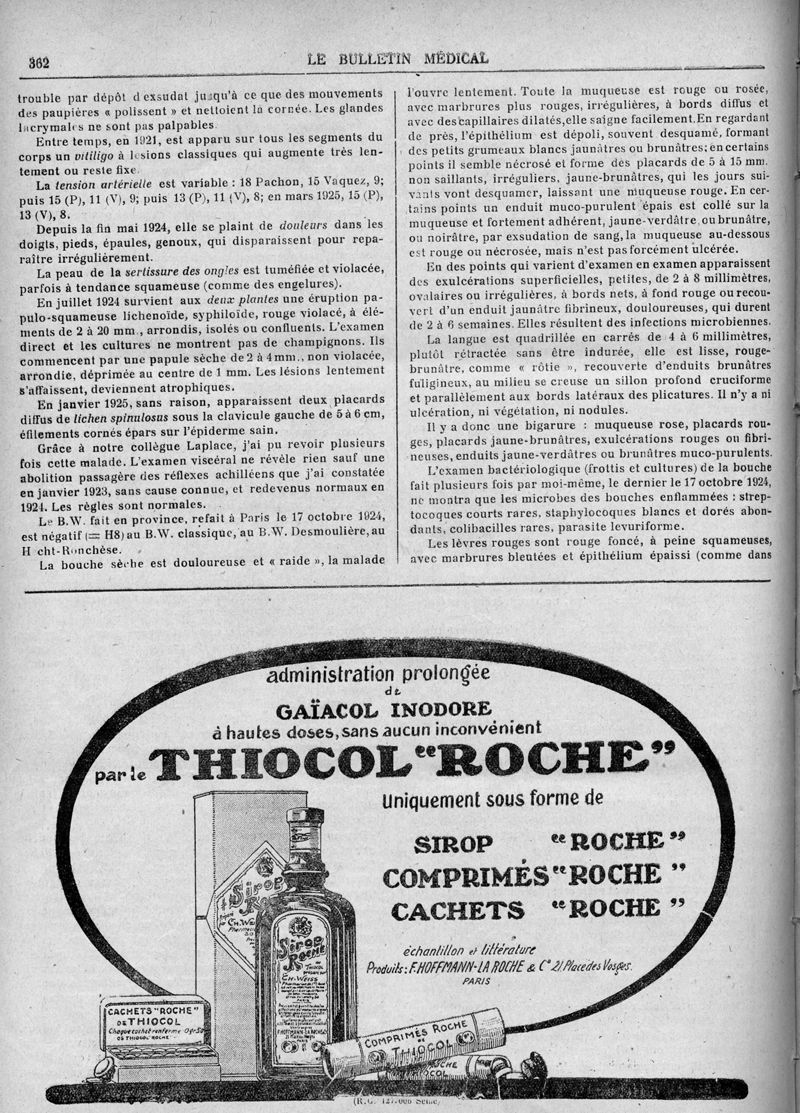 362
LE BULLETIN MÉDICAL
trouble par dépôt d exsudat jusqu'à ce que des mouvements
des paupières « polissent » et nettoient la cornée. Les glandes
lacrymales ne sont pas palpables.
Entre temps, en 1921, est apparu sur tous les segments du
corps un vitiligo à lésions classiques qui augmente très len-
tement ou reste fixe.
La tension artérielle est variable : 18 Pachon, 15 Vaquez, 9;
puis 15 (P), 11 (V), 9; puis 13 (P), 11 (V), 8; en mars 1925, 15 (P),
13 (V), 8.
Depuis la fin mai 1924, elle se plaint de douleurs dans les
doigts, pieds, épaules, genoux, qui disparaissent pour repa-
raître irrégulièrement.
La peau de la sertissure des ongles est tuméfiée et violacée,
parfois à tendance squameuse (comme des engelures).
En juillet 1924 survient aux deux plantes une éruption pa-
pulo-squameuse lichenoïde, syphiloïde, rouge violacé, à élé-
ments de 2 à 20 mm., arrondis, isolés ou confluents. L'examen
direct et les cultures ne montrent pas de champignons. Ils
commencent par une papule sèche de 2 à 4 mm., non violacée,
arrondie, déprimée au centre de 1 mm. Les lésions lentement
s'affaissent, deviennent atrophiques.
En janvier 1925, sans raison, apparaissent deux placards
diffus de lichen spinulosus sous la clavicule gauche de 5 à 6 cm,
éfilements cornés épars sur l'épiderme sain.
Grâce à notre collègue Laplace, j'ai pu revoir plusieurs
fois cette malade. L'examen viscéral ne révèle rien sauf une
abolition passagère des réflexes achilléens que j'ai constatée
en janvier 1923, sans cause connue, et redevenus normaux en
1924. Les règles sont normales.
Le B.W. fait en province, refait à Paris le 17 octobre 1924,
est négatif (= H8) au B.W. classique, au B.W. Desmoulière, au
H cht-Ronchèse.
La bouche sèche est douloureuse et « raide », la malade
l'ouvre lentement. Toute la muqueuse est rouge ou rosée,
avec marbrures plus rouges, irrégulières, à bords diffus et
avec des capillaires dilatés, elle saigne facilement. En regardant
de près, l'épithélium est dépoli, souvent desquamé, formant
des petits grumeaux blancs jaunâtres ou brunâtres; en certains
points il semble nécrosé et forme des placards de 5 à 15 mm.
non saillants, irréguliers, jaune-brunâtres, qui les jours sui-
vants vont desquamer, laissant une muqueuse rouge. En cer-
tains points un enduit muco-purulent épais est collé sur la
muqueuse et fortement adhérent, jaune-verdâtre ou brunâtre,
ou noirâtre, par exsudation de sang, la muqueuse au-dessous
est rouge ou nécrosée, mais n'est pas forcément ulcérée.
En des points qui varient d'examen en examen apparaissent
des exulcérations superficielles, petites, de 2 à 8 millimètres,
ovalaires ou irrégulières, à bords nets, à fond rouge ou recou-
vert d'un enduit jaunâtre fibrineux, douloureuses, qui durent
de 2 à 6 semaines. Elles résultent des infections microbiennes.
La langue est quadrillée en carrés de 4 à 6 millimètres,
plutôt rétractée sans être indurée, elle est lisse, rouge-
brunâtre, comme « rôtie », recouverte d'enduits brunâtres
fuligineux, au milieu se creuse un sillon profond cruciforme
et parallèlement aux bords latéraux des plicatures. Il n'y a ni
ulcération, ni végétation, ni nodules.
Il y a donc une bigarure : muqueuse rose, placards rou-
ges, placards jaune-brunâtres, exulcérations rouges ou fibri-
neuses, enduits jaune-verdâtres ou brunâtres muco-purulents.
L'examen bactériologique (frottis et cultures) de la bouche
fait plusieurs fois par moi-même, le dernier le 17 octobre 1924,
ne montra que les microbes des bouches enflammées : strep-
tocoques courts rares, staphylocoques blancs et dorés abon-
dants, colibacilles rares, parasite levuriforme.
Les lèvres rouges sont rouge foncé, à peine squameuses,
avec marbrures bleutées et épithélium épaissi (comme dans
administration prolongée
de
GAÏACOL INODORE
à hautes doses, sans aucun inconvénient
par le THIOCOL "ROCHE"
Uniquement sous forme de
SIROP "ROCHE"
COMPRIMÉS "ROCHE"
CACHETS "ROCHE"
échantillon et littérature
Produits: F. HOFFMANN-LA ROCHE & Cº 21 Place des Vosges.
PARIS
Sirop
Sirop
ROCHE
THIOCOL
CH. WEISS
CACHETS "ROCHE"
DE THIOCOL
Chaque cachet renferme 0gr50
DE THIOCOL "ROCHE"
COMPRIMÉS ROCHE
DE
THIOCOL
ROCHE
THIOCOL